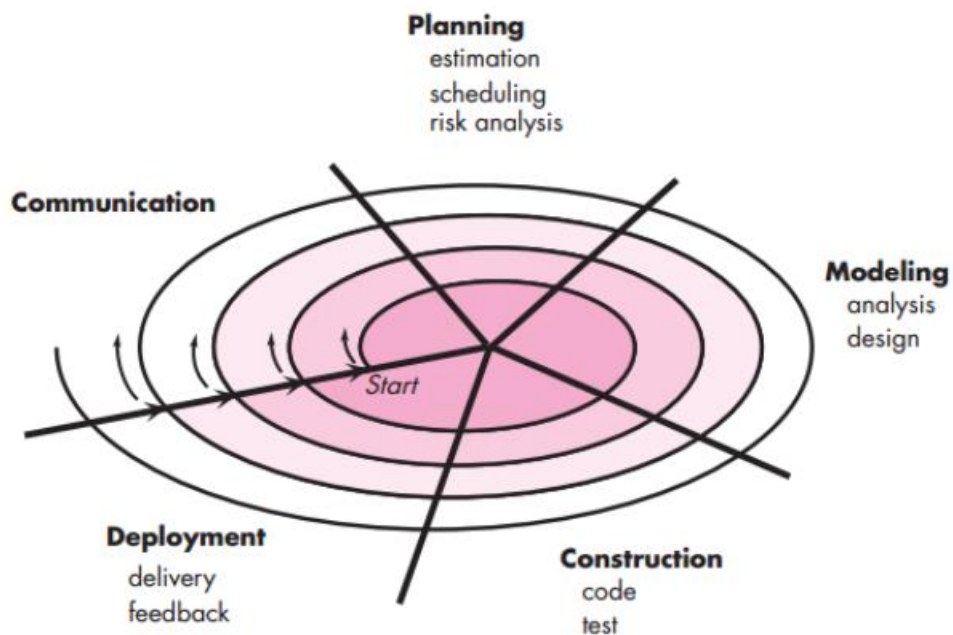 Planning
estimation
scheduling
risk analysis
Communication
Modeling
analysis
design
Start
Deployment
delivery
feedback
Construction
code
test